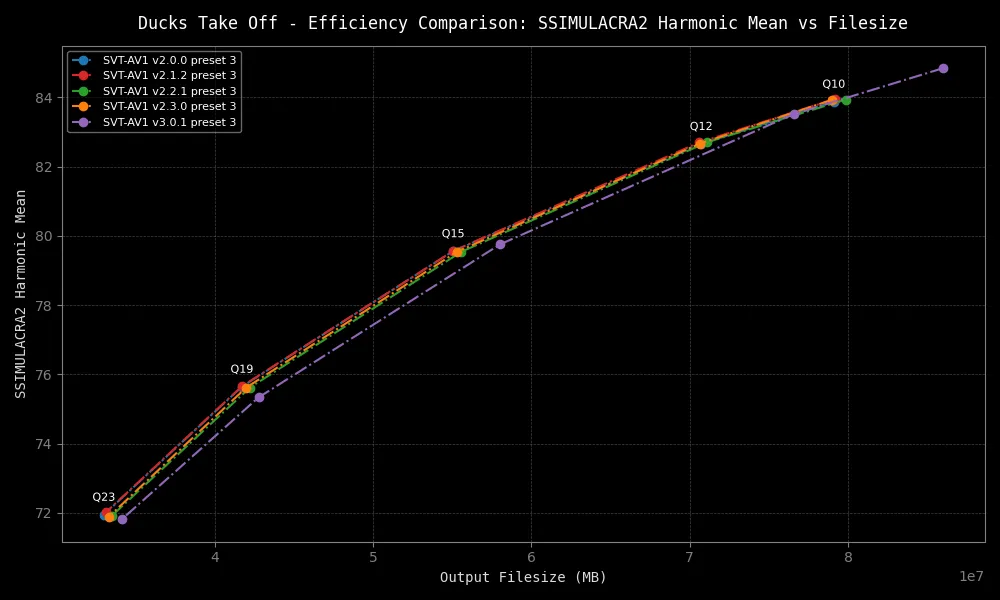 Ducks Take Off - Efficiency Comparison: SSIMULACRA2 Harmonic Mean vs Filesize
SVT-AV1 v2.0.0 preset 3
SVT-AV1 v2.1.2 preset 3
SVT-AV1 v2.2.1 preset 3
SVT-AV1 v2.3.0 preset 3
SVT-AV1 v3.0.1 preset 3
Q10
Q12
Q15
Q19
Q23
84
82
80
78
76
74
72
SSIMULACRA2 Harmonic Mean
4 5 6 7 8
1e7
Output Filesize (MB)